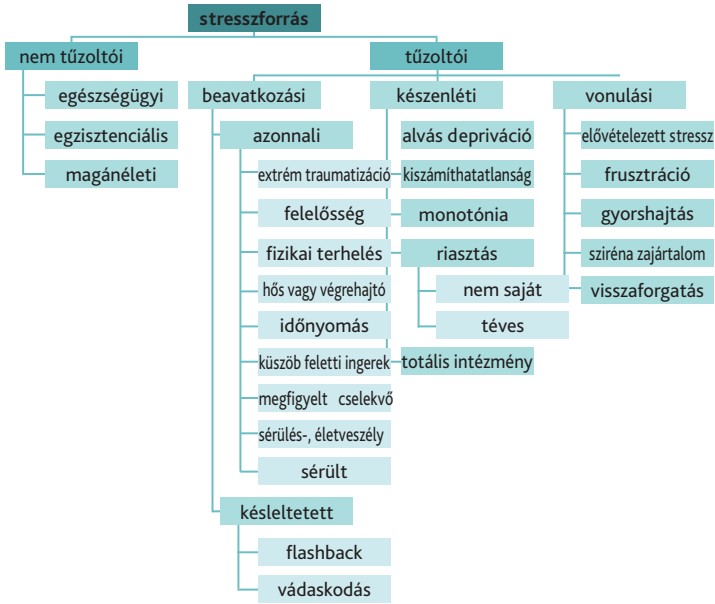 stresszforrás
nem tűzoltói
tűzoltói
egészségügyi
egzisztenciális
magánéleti
beavatkozási
azonnali
extrém traumatizáció
felelősség
fizikai terhelés
hős vagy végrehajtó
időnyomás
küszöb feletti ingerek
megfigyelt cselekvő
sérülés-, életveszély
sérült
késleltetett
flashback
vádaskodás
készenléti
alvás depriváció
kiszámíthatatlanság
monotónia
riasztás
nem saját
téves
totális intézmény
vonulási
elővételezett stressz
frusztráció
gyorshajtás
sziréna zajártalom
visszaforgatás